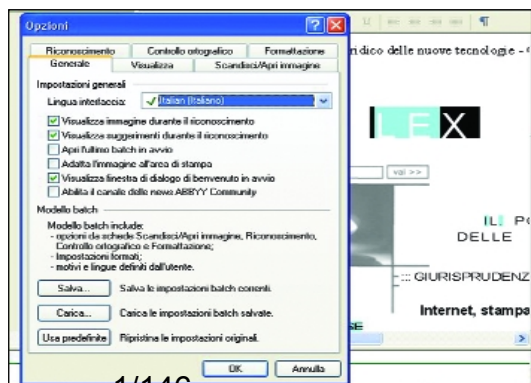 Opzioni
Riconoscimento Controllo ortografico Formattazione
Generale Visualizza Scandisci/Apri immagine
Impostazioni generali
Lingua interfaccia: Italian (Italiano)
Visualizza immagine durante il riconoscimento
Visualizza suggerimenti durante il riconoscimento
Apri l'ultimo batch in avvio
Adatta l'immagine all'area di stampa
Visualizza finestra di dialogo di benvenuto in avvio
Abilita il canale delle news ABBYY Community
Modello batch
Modello batch include:
- opzioni da schede Scandisci/Apri immagine, Riconoscimento,
Controllo ortografico e Formattazione;
- Impostazioni formati;
- motivi e lingue definiti dall'utente.
Salva... Salva le impostazioni batch correnti.
Carica... Carica le impostazioni batch salvate.
Usa predefinite Ripristina le impostazioni originali.
OK Annulla
1/146
ridico delle nuove tecnologie -
LEX
vai >>
IL PO
DELLE
::: GIURISPRUDENZ
Internet, stampa
SE